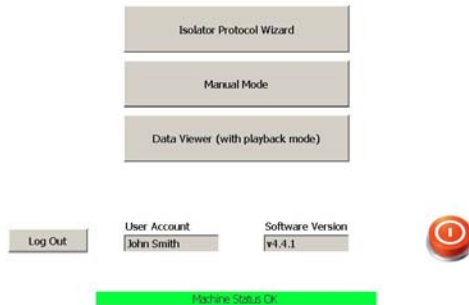 Isolator Protocol Wizard
Manual Mode
Data Viewer (with playback mode)
User Account
Software Version
Log Out
John Smith
v4.4.1
Machine Status OK